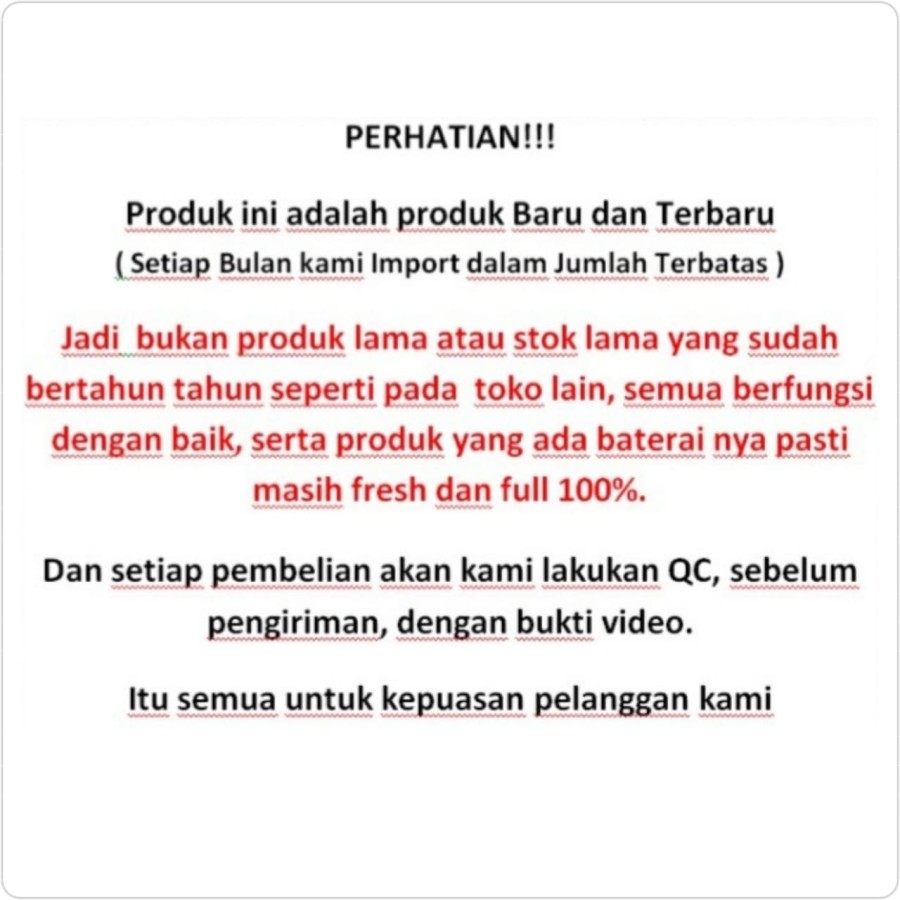 PERHATIAN!!!
Produk ini adalah produk Baru dan Terbaru
( Setiap Bulan kami Import dalam Jumlah Terbatas )
Jadi  bukan produk lama atau stok lama yang sudah
bertahun tahun seperti pada  toko lain, semua berfungsi
dengan baik, serta produk yang ada baterai nya pasti
masih fresh dan full 100%.
Dan setiap pembelian akan kami lakukan QC, sebelum
pengiriman, dengan bukti video.
Itu semua untuk kepuasan pelanggan kami